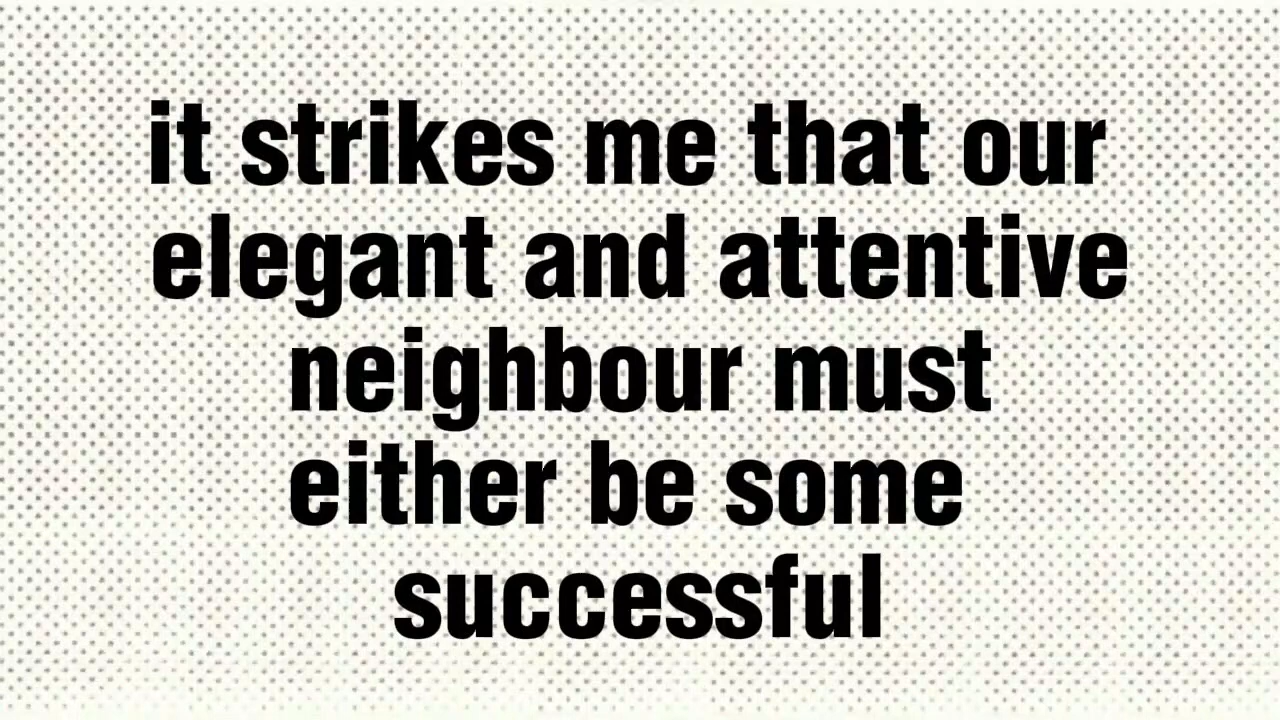 it strikes me that our
elegant and attentive
neighbour must
either be some
successful